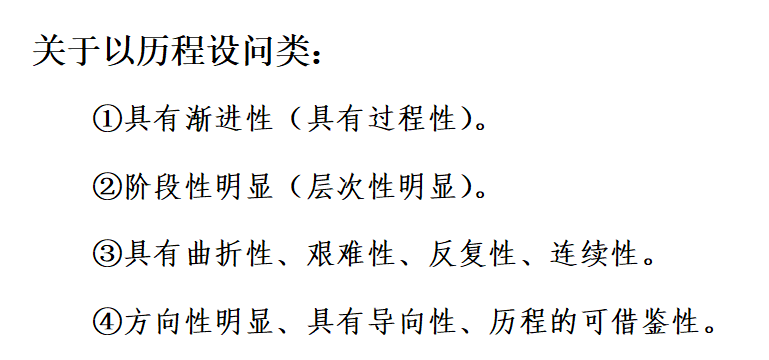 关于以历程设问类：
①具有渐进性（具有过程性）。
②阶段性明显（层次性明显）。
③具有曲折性、艰难性、反复性、连续性。
④方向性明显、具有导向性、历程的可借鉴性。